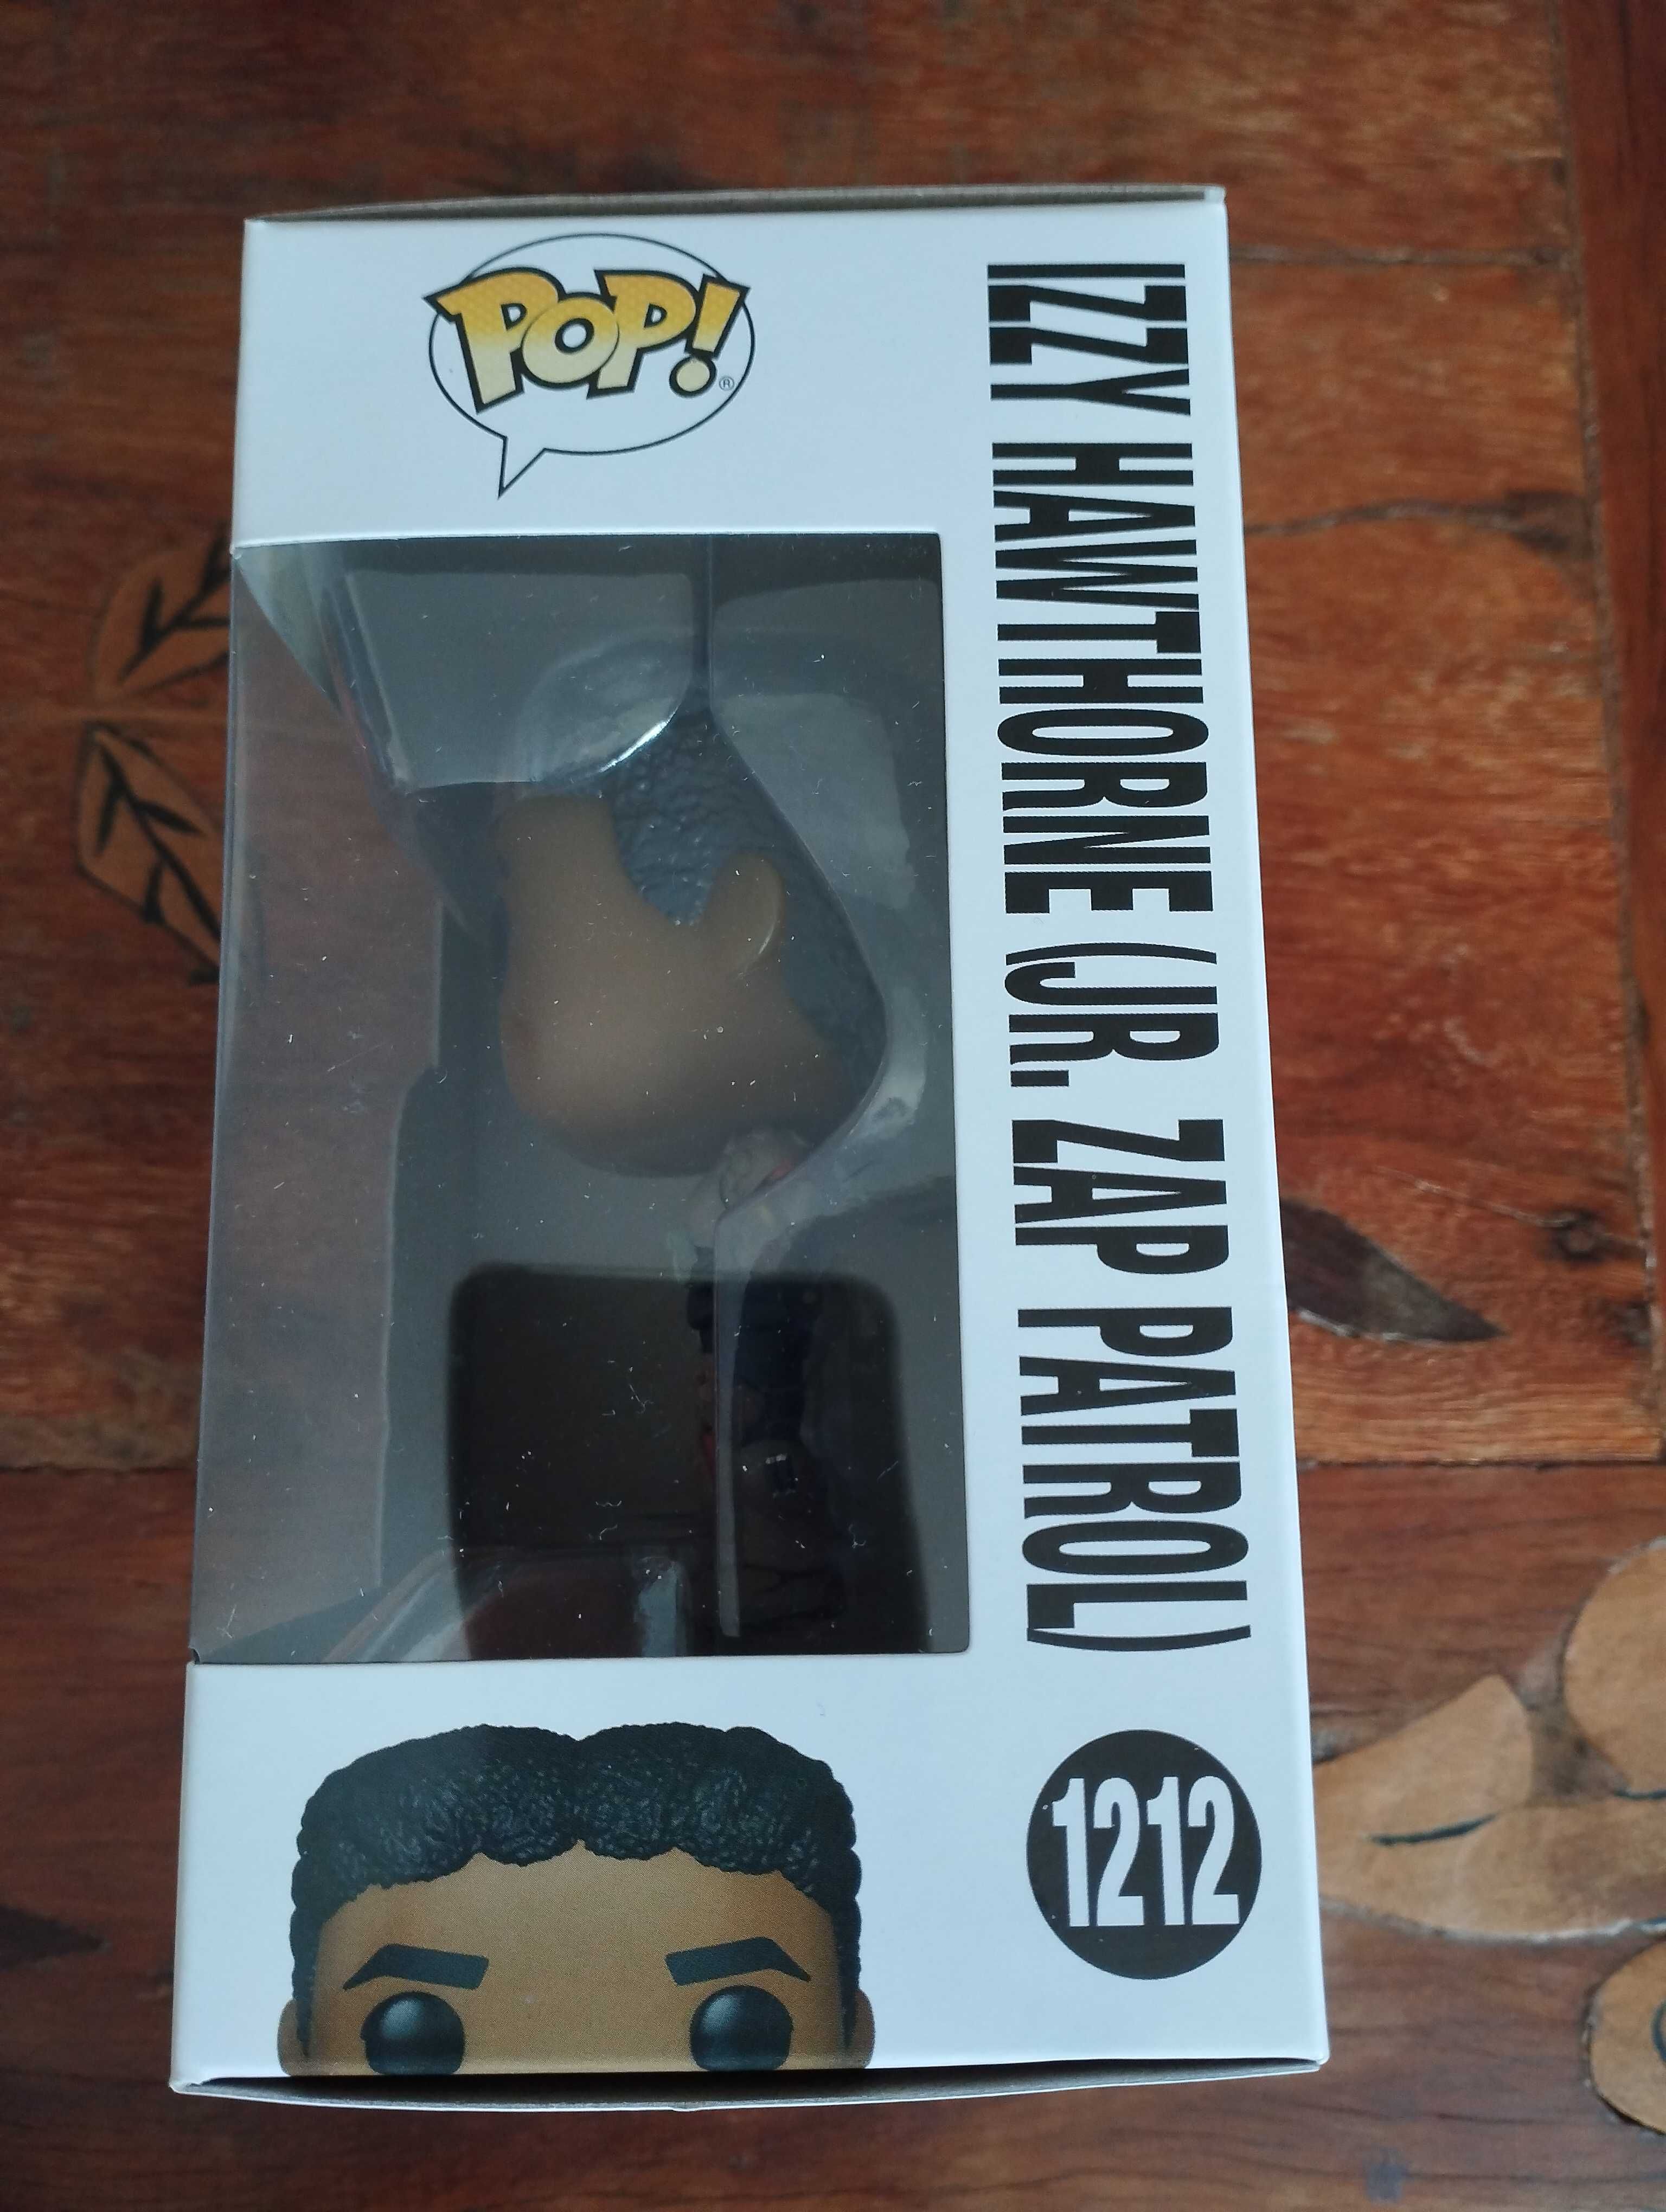 POP!®
IZZY HAWTHORNE (JR. ZAP PATROL)
1212